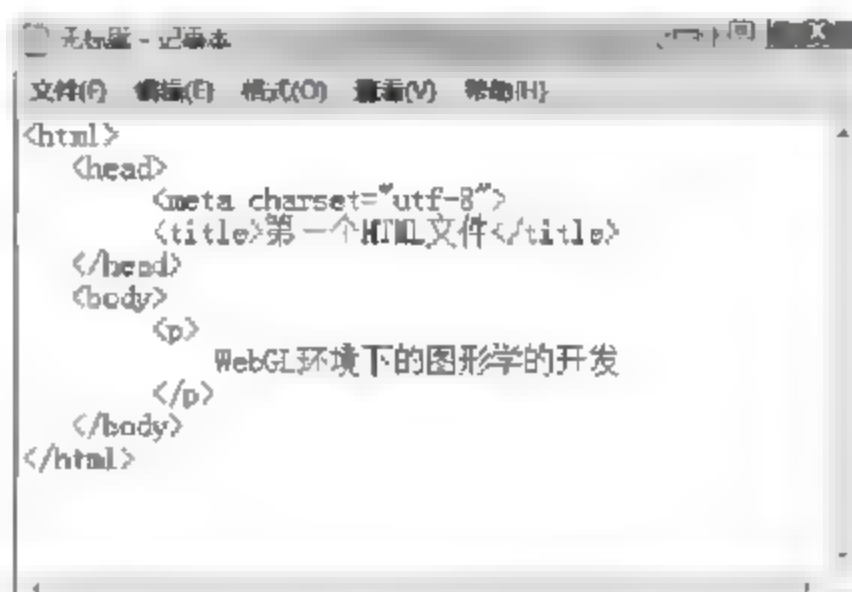 无标题 - 记事本
文件(F) 编辑(E) 格式(O) 查看(V) 帮助(H)
<html>
<head>
<meta charset="utf-8">
<title>第一个HTML文件</title>
</head>
<body>
<p>
WebGL环境下的图形学的开发
</p>
</body>
</html>